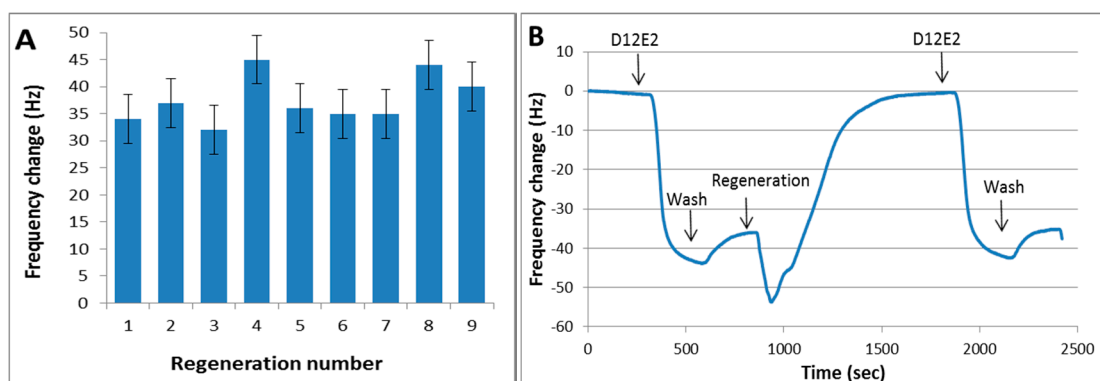 A
Frequency change (Hz)
50
45
40
35
30
25
20
15
10
5
0
1 2 3 4 5 6 7 8 9
Regeneration number
B
D12E2 D12E2
Frequency change (Hz)
10
0
-10
-20
-30
-40
-50
-60
Wash
Regeneration
Wash
0 500 1000 1500 2000 2500
Time (sec)